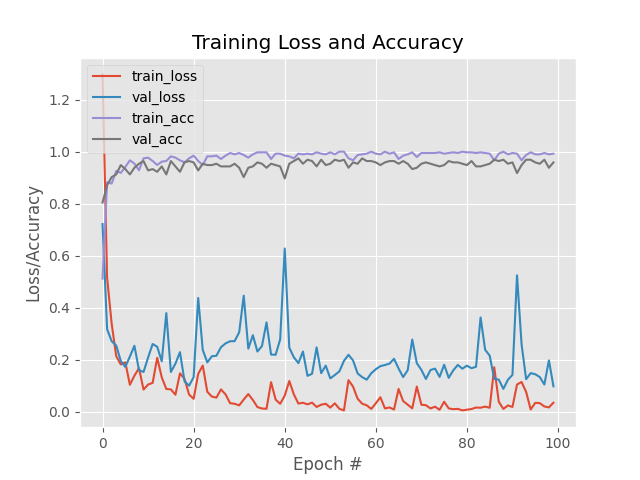 Training Loss and Accuracy
train_loss
val_loss
train_acc
val_acc
1.2
1.0
0.8
0.6
0.4
0.2
0.0
Loss/Accuracy
0 20 40 60 80 100
Epoch #